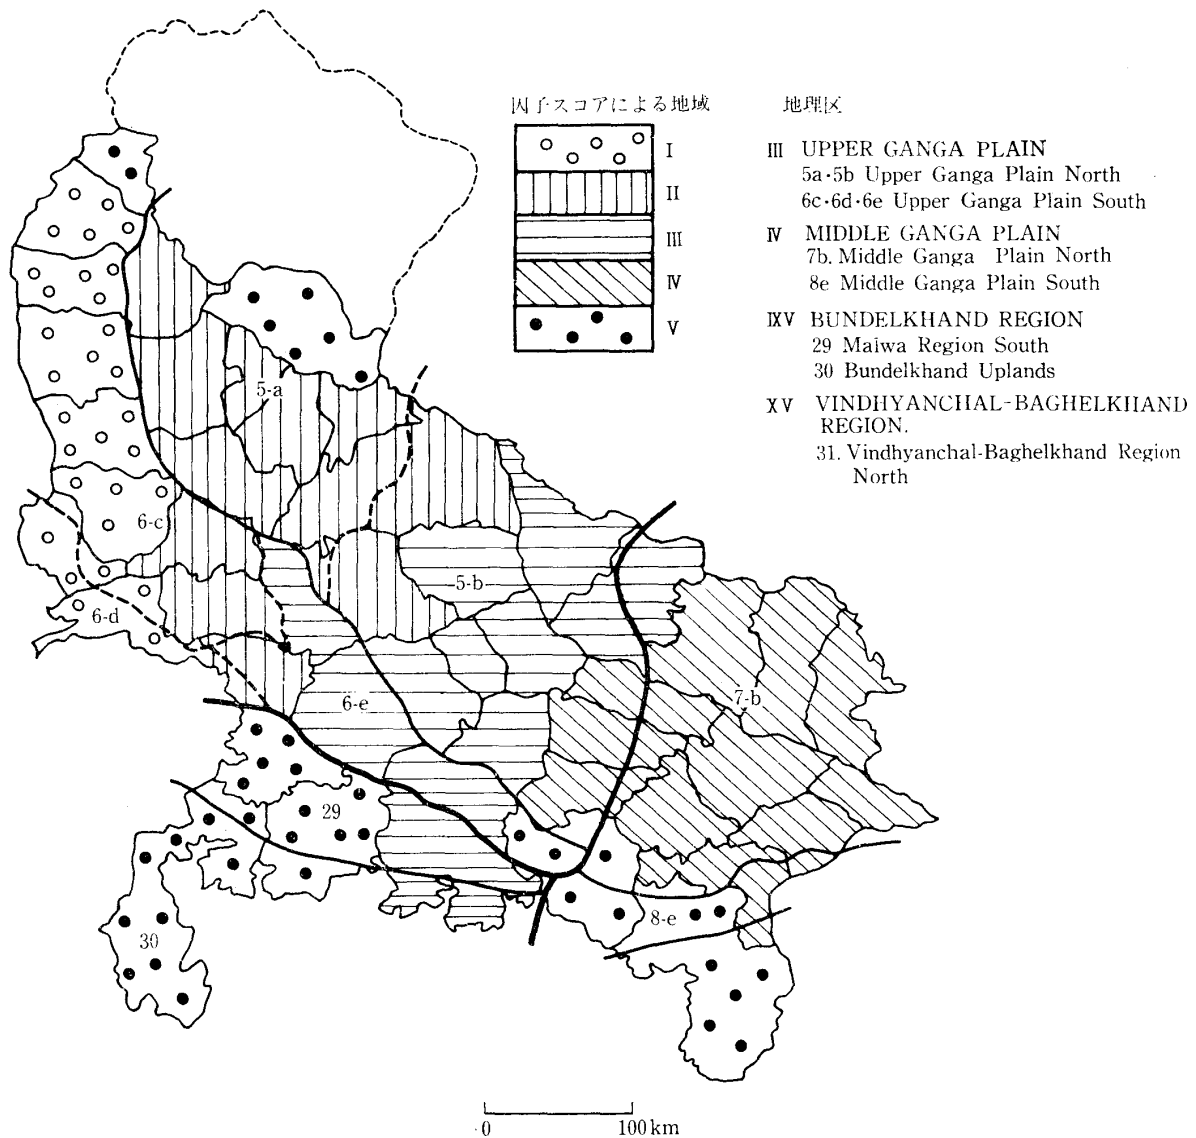 因子スコアによる地域
I
II
III
IV
V
地理区
III UPPER GANGA PLAIN
5a·5b Upper Ganga Plain North
6c·6d·6e Upper Ganga Plain South
IV MIDDLE GANGA PLAIN
7b. Middle Ganga Plain North
8e Middle Ganga Plain South
IXV BUNDELKHAND REGION
29 Malwa Region South
30 Bundelkhand Uplands
XV VINDHYANCHAL-BAGHELKHAND
REGION.
31. Vindhyanchal-Baghelkhand Region
North
5-a
6-c
5-b
6-d
6-e
7-b
29
8-e
30
0 100km